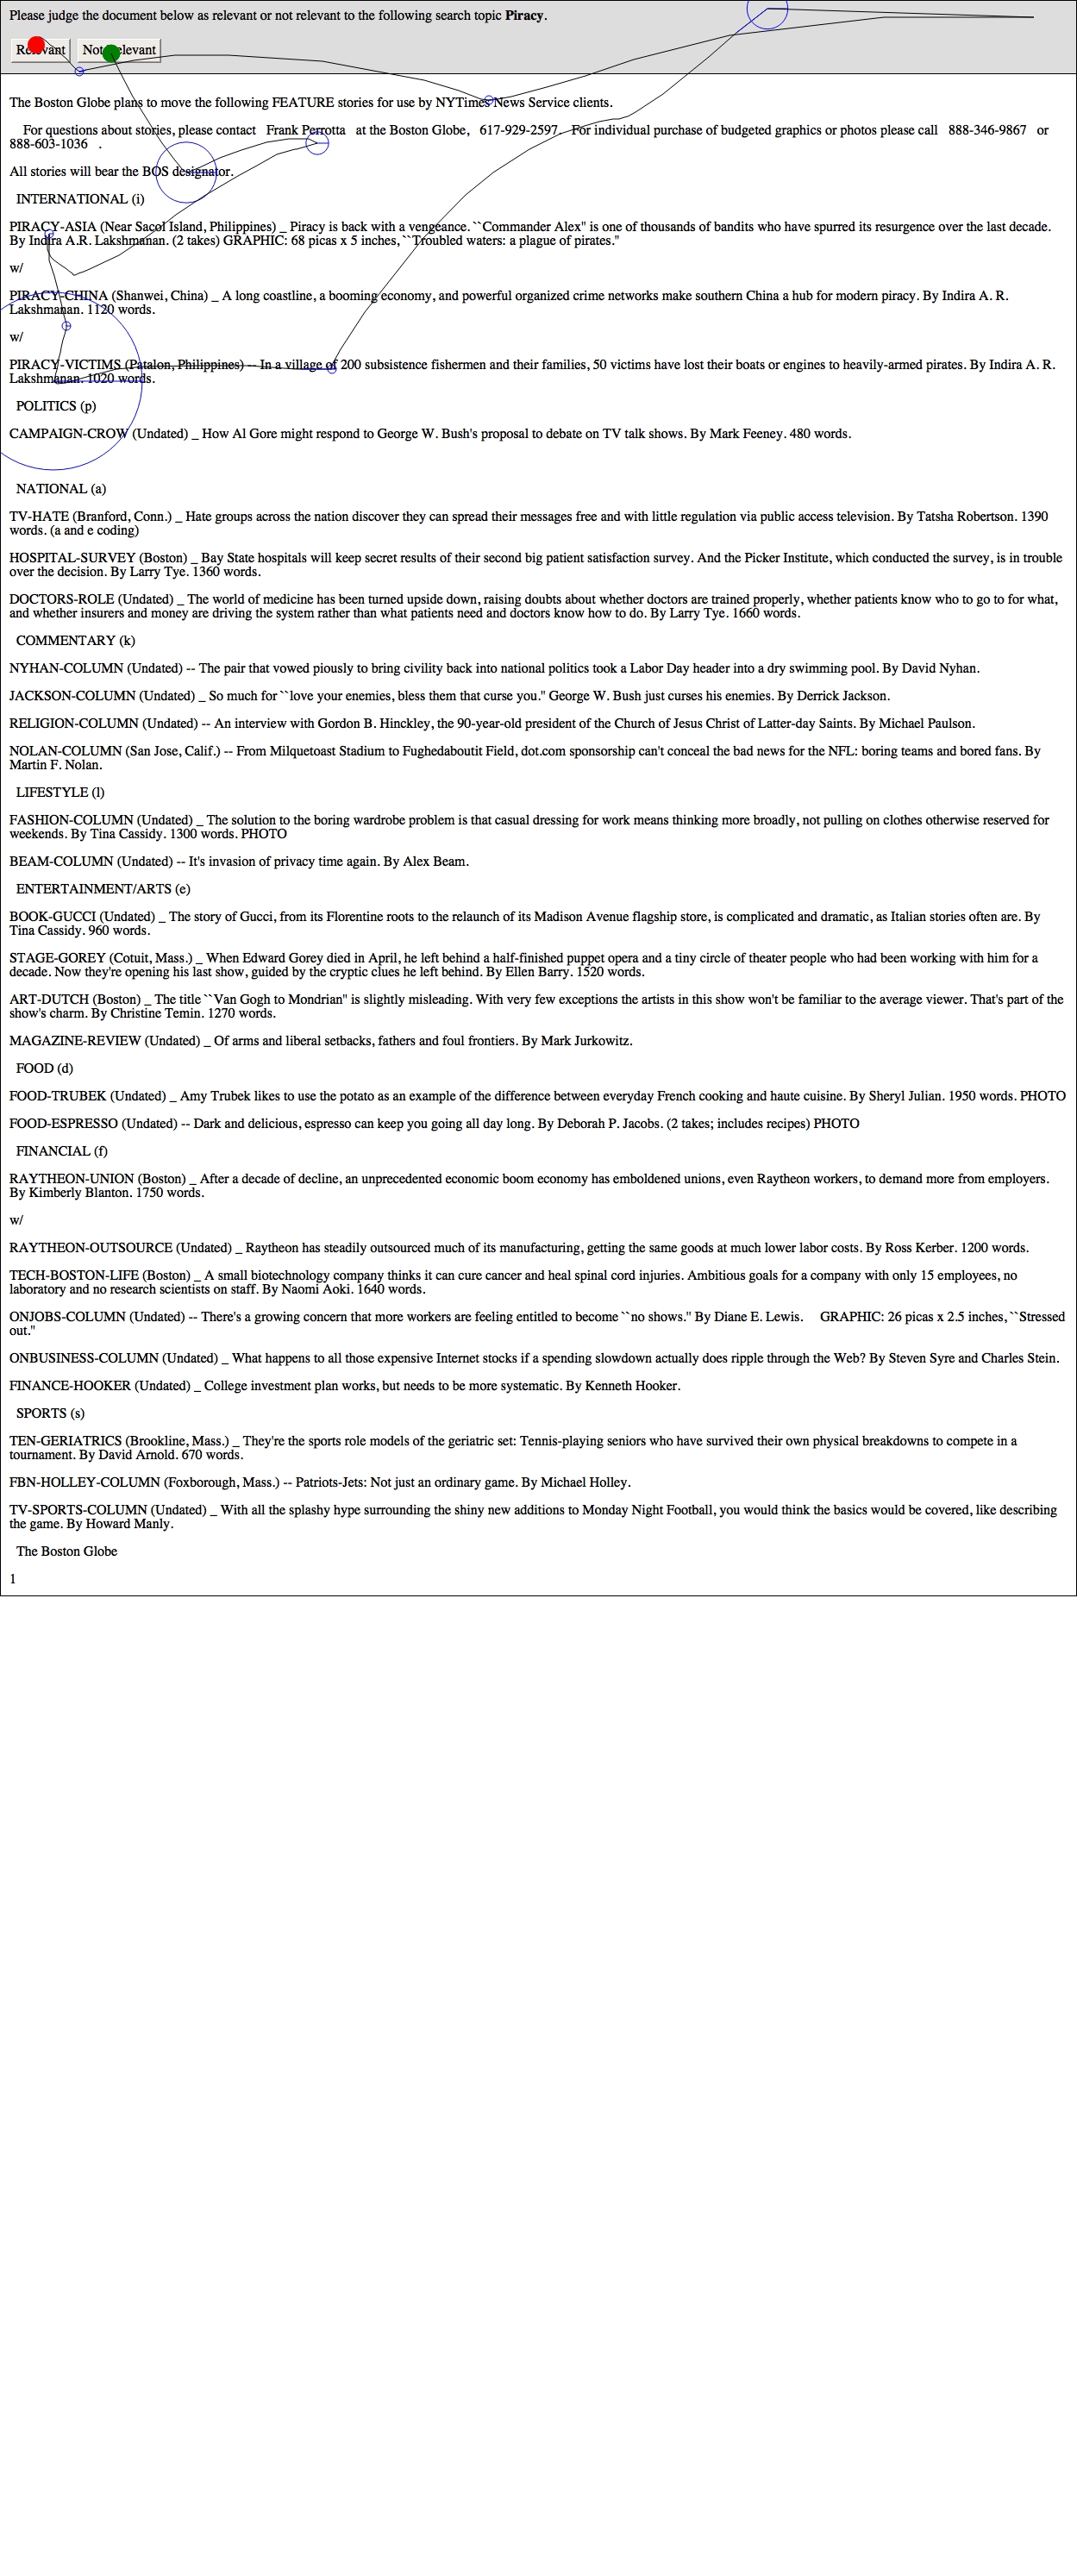 Please judge the document below as relevant or not relevant to the following search topic Piracy.
Relevant Not Relevant
The Boston Globe plans to move the following FEATURE stories for use by NYTimes News Service clients.
For questions about stories, please contact Frank Perrotta at the Boston Globe, 617-929-2597. For individual purchase of budgeted graphics or photos please call 888-346-9867 or
888-603-1036 .
All stories will bear the BOS designator.
INTERNATIONAL (i)
PIRACY-ASIA (Near Sacol Island, Philippines) _ Piracy is back with a vengeance. ``Commander Alex'' is one of thousands of bandits who have spurred its resurgence over the last decade.
By Indira A.R. Lakshmanan. (2 takes) GRAPHIC: 68 picas x 5 inches, ``Troubled waters: a plague of pirates.''
w/
PIRACY-CHINA (Shanwei, China) _ A long coastline, a booming economy, and powerful organized crime networks make southern China a hub for modern piracy. By Indira A. R.
Lakshmanan. 1120 words.
w/
PIRACY-VICTIMS (Patalon, Philippines) -- In a village of 200 subsistence fishermen and their families, 50 victims have lost their boats or engines to heavily-armed pirates. By Indira A. R.
Lakshmanan. 1020 words.
POLITICS (p)
CAMPAIGN-CROW (Undated) _ How Al Gore might respond to George W. Bush's proposal to debate on TV talk shows. By Mark Feeney. 480 words.
NATIONAL (a)
TV-HATE (Branford, Conn.) _ Hate groups across the nation discover they can spread their messages free and with little regulation via public access television. By Tatsha Robertson. 1390
words. (a and e coding)
HOSPITAL-SURVEY (Boston) _ Bay State hospitals will keep secret results of their second big patient satisfaction survey. And the Picker Institute, which conducted the survey, is in trouble
over the decision. By Larry Tye. 1360 words.
DOCTORS-ROLE (Undated) _ The world of medicine has been turned upside down, raising doubts about whether doctors are trained properly, whether patients know who to go to for what,
and whether insurers and money are driving the system rather than what patients need and doctors know how to do. By Larry Tye. 1660 words.
COMMENTARY (k)
NYHAN-COLUMN (Undated) -- The pair that vowed piously to bring civility back into national politics took a Labor Day header into a dry swimming pool. By David Nyhan.
JACKSON-COLUMN (Undated) _ So much for ``love your enemies, bless them that curse you.'' George W. Bush just curses his enemies. By Derrick Jackson.
RELIGION-COLUMN (Undated) -- An interview with Gordon B. Hinckley, the 90-year-old president of the Church of Jesus Christ of Latter-day Saints. By Michael Paulson.
NOLAN-COLUMN (San Jose, Calif.) -- From Milquetoast Stadium to Fughedaboutit Field, dot.com sponsorship can't conceal the bad news for the NFL: boring teams and bored fans. By
Martin F. Nolan.
LIFESTYLE (l)
FASHION-COLUMN (Undated) _ The solution to the boring wardrobe problem is that casual dressing for work means thinking more broadly, not pulling on clothes otherwise reserved for
weekends. By Tina Cassidy. 1300 words. PHOTO
BEAM-COLUMN (Undated) -- It's invasion of privacy time again. By Alex Beam.
ENTERTAINMENT/ARTS (e)
BOOK-GUCCI (Undated) _ The story of Gucci, from its Florentine roots to the relaunch of its Madison Avenue flagship store, is complicated and dramatic, as Italian stories often are. By
Tina Cassidy. 960 words.
STAGE-GOREY (Cotuit, Mass.) _ When Edward Gorey died in April, he left behind a half-finished puppet opera and a tiny circle of theater people who had been working with him for a
decade. Now they're opening his last show, guided by the cryptic clues he left behind. By Ellen Barry. 1520 words.
ART-DUTCH (Boston) _ The title ``Van Gogh to Mondrian'' is slightly misleading. With very few exceptions the artists in this show won't be familiar to the average viewer. That's part of the
show's charm. By Christine Temin. 1270 words.
MAGAZINE-REVIEW (Undated) _ Of arms and liberal setbacks, fathers and foul frontiers. By Mark Jurkowitz.
FOOD (d)
FOOD-TRUBEK (Undated) _ Amy Trubek likes to use the potato as an example of the difference between everyday French cooking and haute cuisine. By Sheryl Julian. 1950 words. PHOTO
FOOD-ESPRESSO (Undated) -- Dark and delicious, espresso can keep you going all day long. By Deborah P. Jacobs. (2 takes; includes recipes) PHOTO
FINANCIAL (f)
RAYTHEON-UNION (Boston) _ After a decade of decline, an unprecedented economic boom economy has emboldened unions, even Raytheon workers, to demand more from employers.
By Kimberly Blanton. 1750 words.
w/
RAYTHEON-OUTSOURCE (Undated) _ Raytheon has steadily outsourced much of its manufacturing, getting the same goods at much lower labor costs. By Ross Kerber. 1200 words.
TECH-BOSTON-LIFE (Boston) _ A small biotechnology company thinks it can cure cancer and heal spinal cord injuries. Ambitious goals for a company with only 15 employees, no
laboratory and no research scientists on staff. By Naomi Aoki. 1640 words.
ONJOBS-COLUMN (Undated) -- There's a growing concern that more workers are feeling entitled to become ``no shows.'' By Diane E. Lewis. GRAPHIC: 26 picas x 2.5 inches, ``Stressed
out.''
ONBUSINESS-COLUMN (Undated) _ What happens to all those expensive Internet stocks if a spending slowdown actually does ripple through the Web? By Steven Syre and Charles Stein.
FINANCE-HOOKER (Undated) _ College investment plan works, but needs to be more systematic. By Kenneth Hooker.
SPORTS (s)
TEN-GERIATRICS (Brookline, Mass.) _ They're the sports role models of the geriatric set: Tennis-playing seniors who have survived their own physical breakdowns to compete in a
tournament. By David Arnold. 670 words.
FBN-HOLLEY-COLUMN (Foxborough, Mass.) -- Patriots-Jets: Not just an ordinary game. By Michael Holley.
TV-SPORTS-COLUMN (Undated) _ With all the splashy hype surrounding the shiny new additions to Monday Night Football, you would think the basics would be covered, like describing
the game. By Howard Manly.
The Boston Globe
1